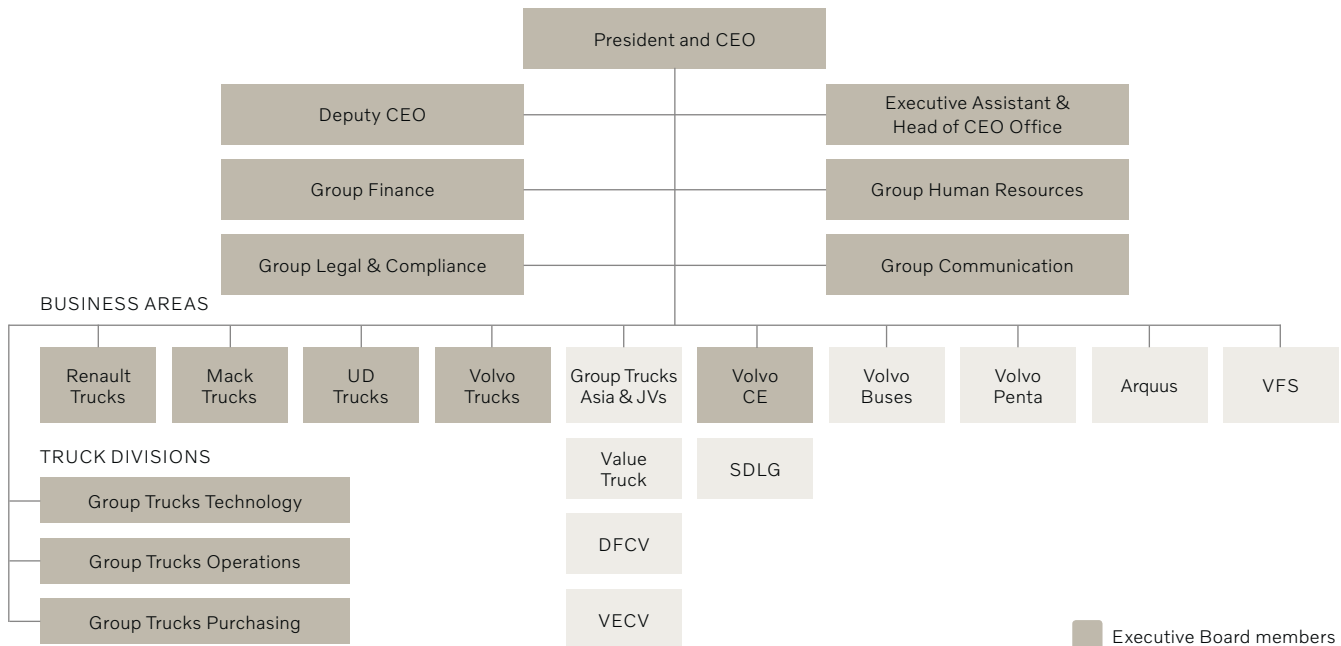 President and CEO
Deputy CEO
Executive Assistant &
Head of CEO Office
Group Finance
Group Human Resources
Group Legal & Compliance
Group Communication
BUSINESS AREAS
Renault
Trucks
Mack
Trucks
UD
Trucks
Volvo
Trucks
Group Trucks
Asia & JVs
Volvo
CE
Volvo
Buses
Volvo
Penta
Arquus
VFS
TRUCK DIVISIONS
Value
Truck
SDLG
Group Trucks Technology
DFCV
Group Trucks Operations
VECV
Group Trucks Purchasing
Executive Board members